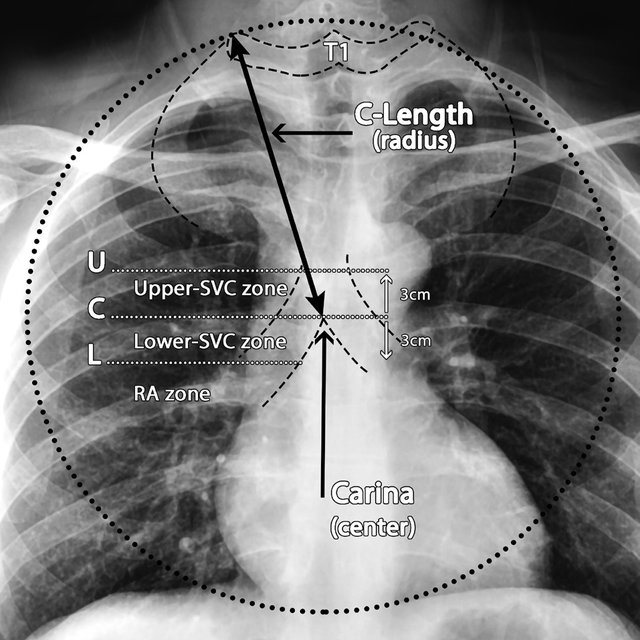 T1
C-Length
(radius)
U
Upper-SVC zone
3cm
C
Lower-SVC zone
3cm
L
RA zone
Carina
(center)